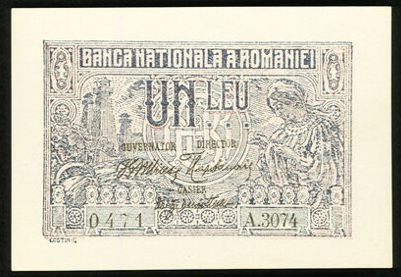 BANCA NATIONALA A ROMANIEI
UN LEU
GUVERNATOR DIRECTOR
CASIER
0471 A.3074